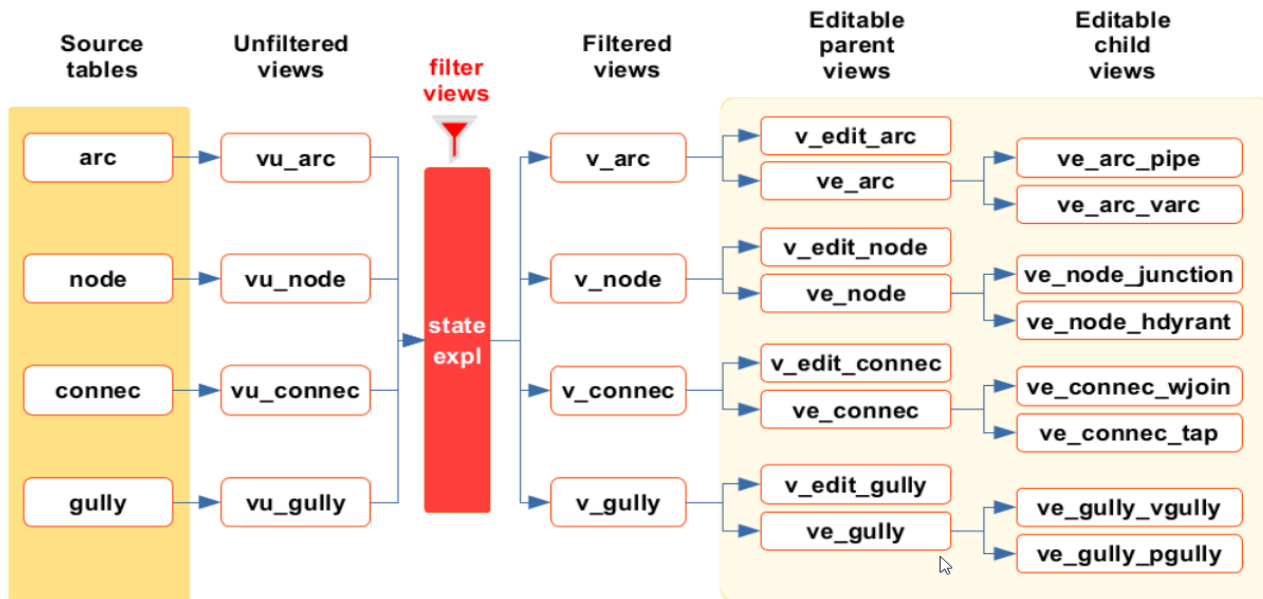 Source
tables
Unfiltered
views
filter
views
Filtered
views
Editable
parent
views
Editable
child
views
arc
vu_arc
v_arc
v_edit_arc
ve_arc
ve_arc_pipe
ve_arc_varc
node
vu_node
v_node
v_edit_node
ve_node
ve_node_junction
ve_node_hdyrant
state
expl
connec
vu_connec
v_connec
v_edit_connec
ve_connec
ve_connec_wjoin
ve_connec_tap
gully
vu_gully
v_gully
v_edit_gully
ve_gully
ve_gully_vgully
ve_gully_pgully